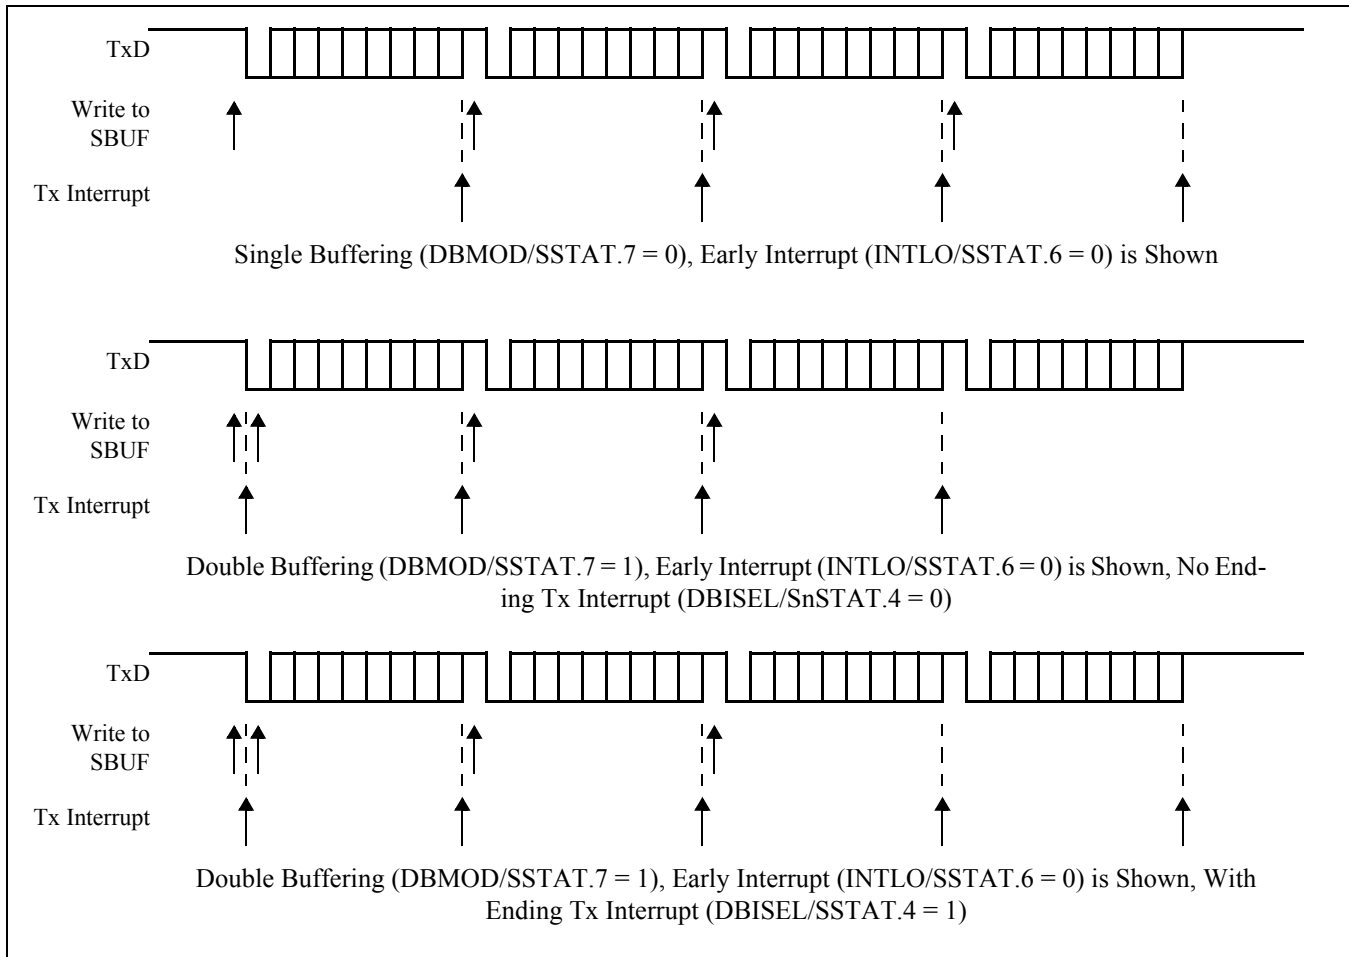 TxD
Write to
SBUF
Tx Interrupt
Single Buffering (DBMOD/SSTAT.7 = 0), Early Interrupt (INTLO/SSTAT.6 = 0) is Shown
TxD
Write to
SBUF
Tx Interrupt
Double Buffering (DBMOD/SSTAT.7 = 1), Early Interrupt (INTLO/SSTAT.6 = 0) is Shown, No End-
ing Tx Interrupt (DBISEL/SnSTAT.4 = 0)
TxD
Write to
SBUF
Tx Interrupt
Double Buffering (DBMOD/SSTAT.7 = 1), Early Interrupt (INTLO/SSTAT.6 = 0) is Shown, With
Ending Tx Interrupt (DBISEL/SSTAT.4 = 1)